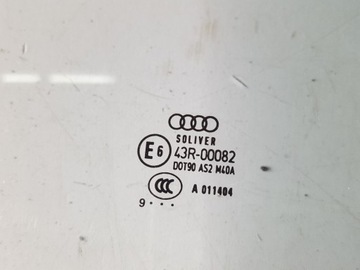 SOLIVER
E6 43R-00082
DOT90 AS2 M40A
CCC A 011404
9 • • •